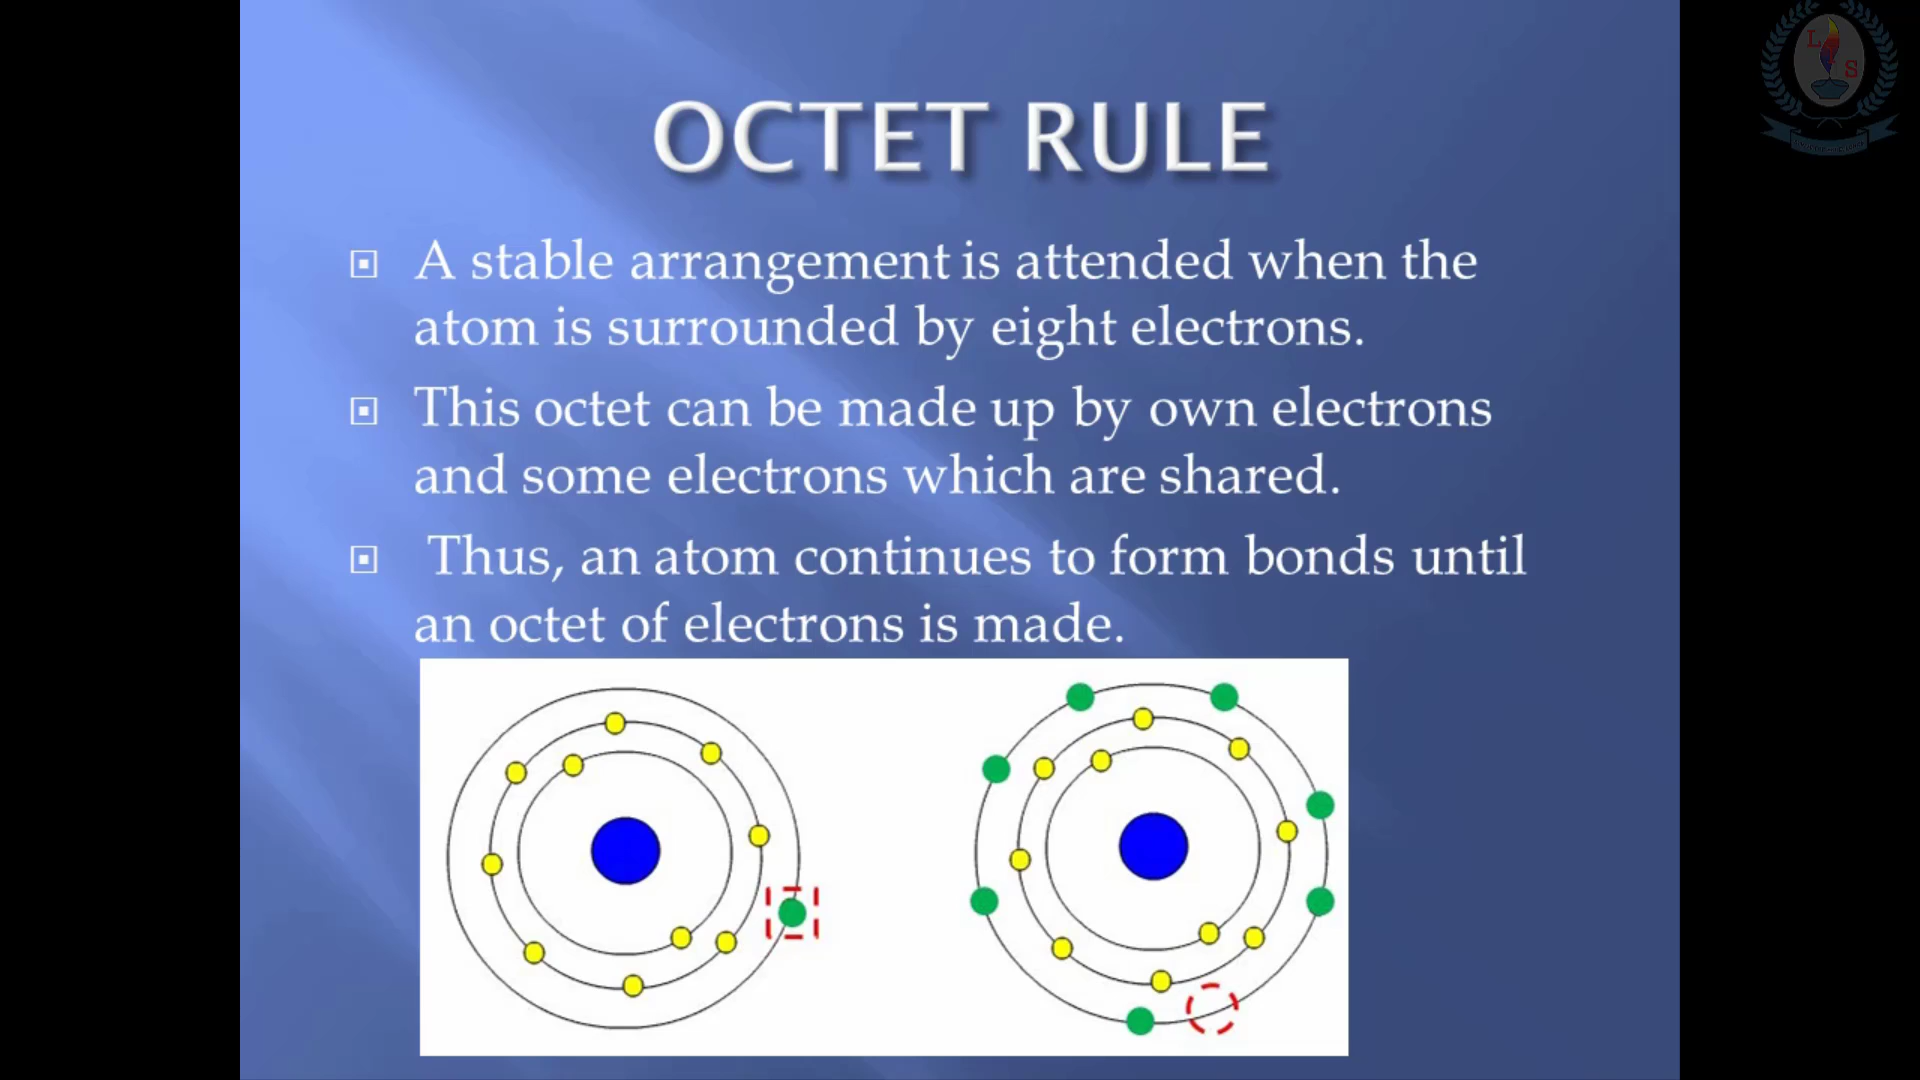 OCTET RULE
A stable arrangement is attended when the
atom is surrounded by eight electrons.
This octet can be made up by own electrons
and some electrons which are shared.
Thus, an atom continues to form bonds until
an octet of electrons is made.
L
S